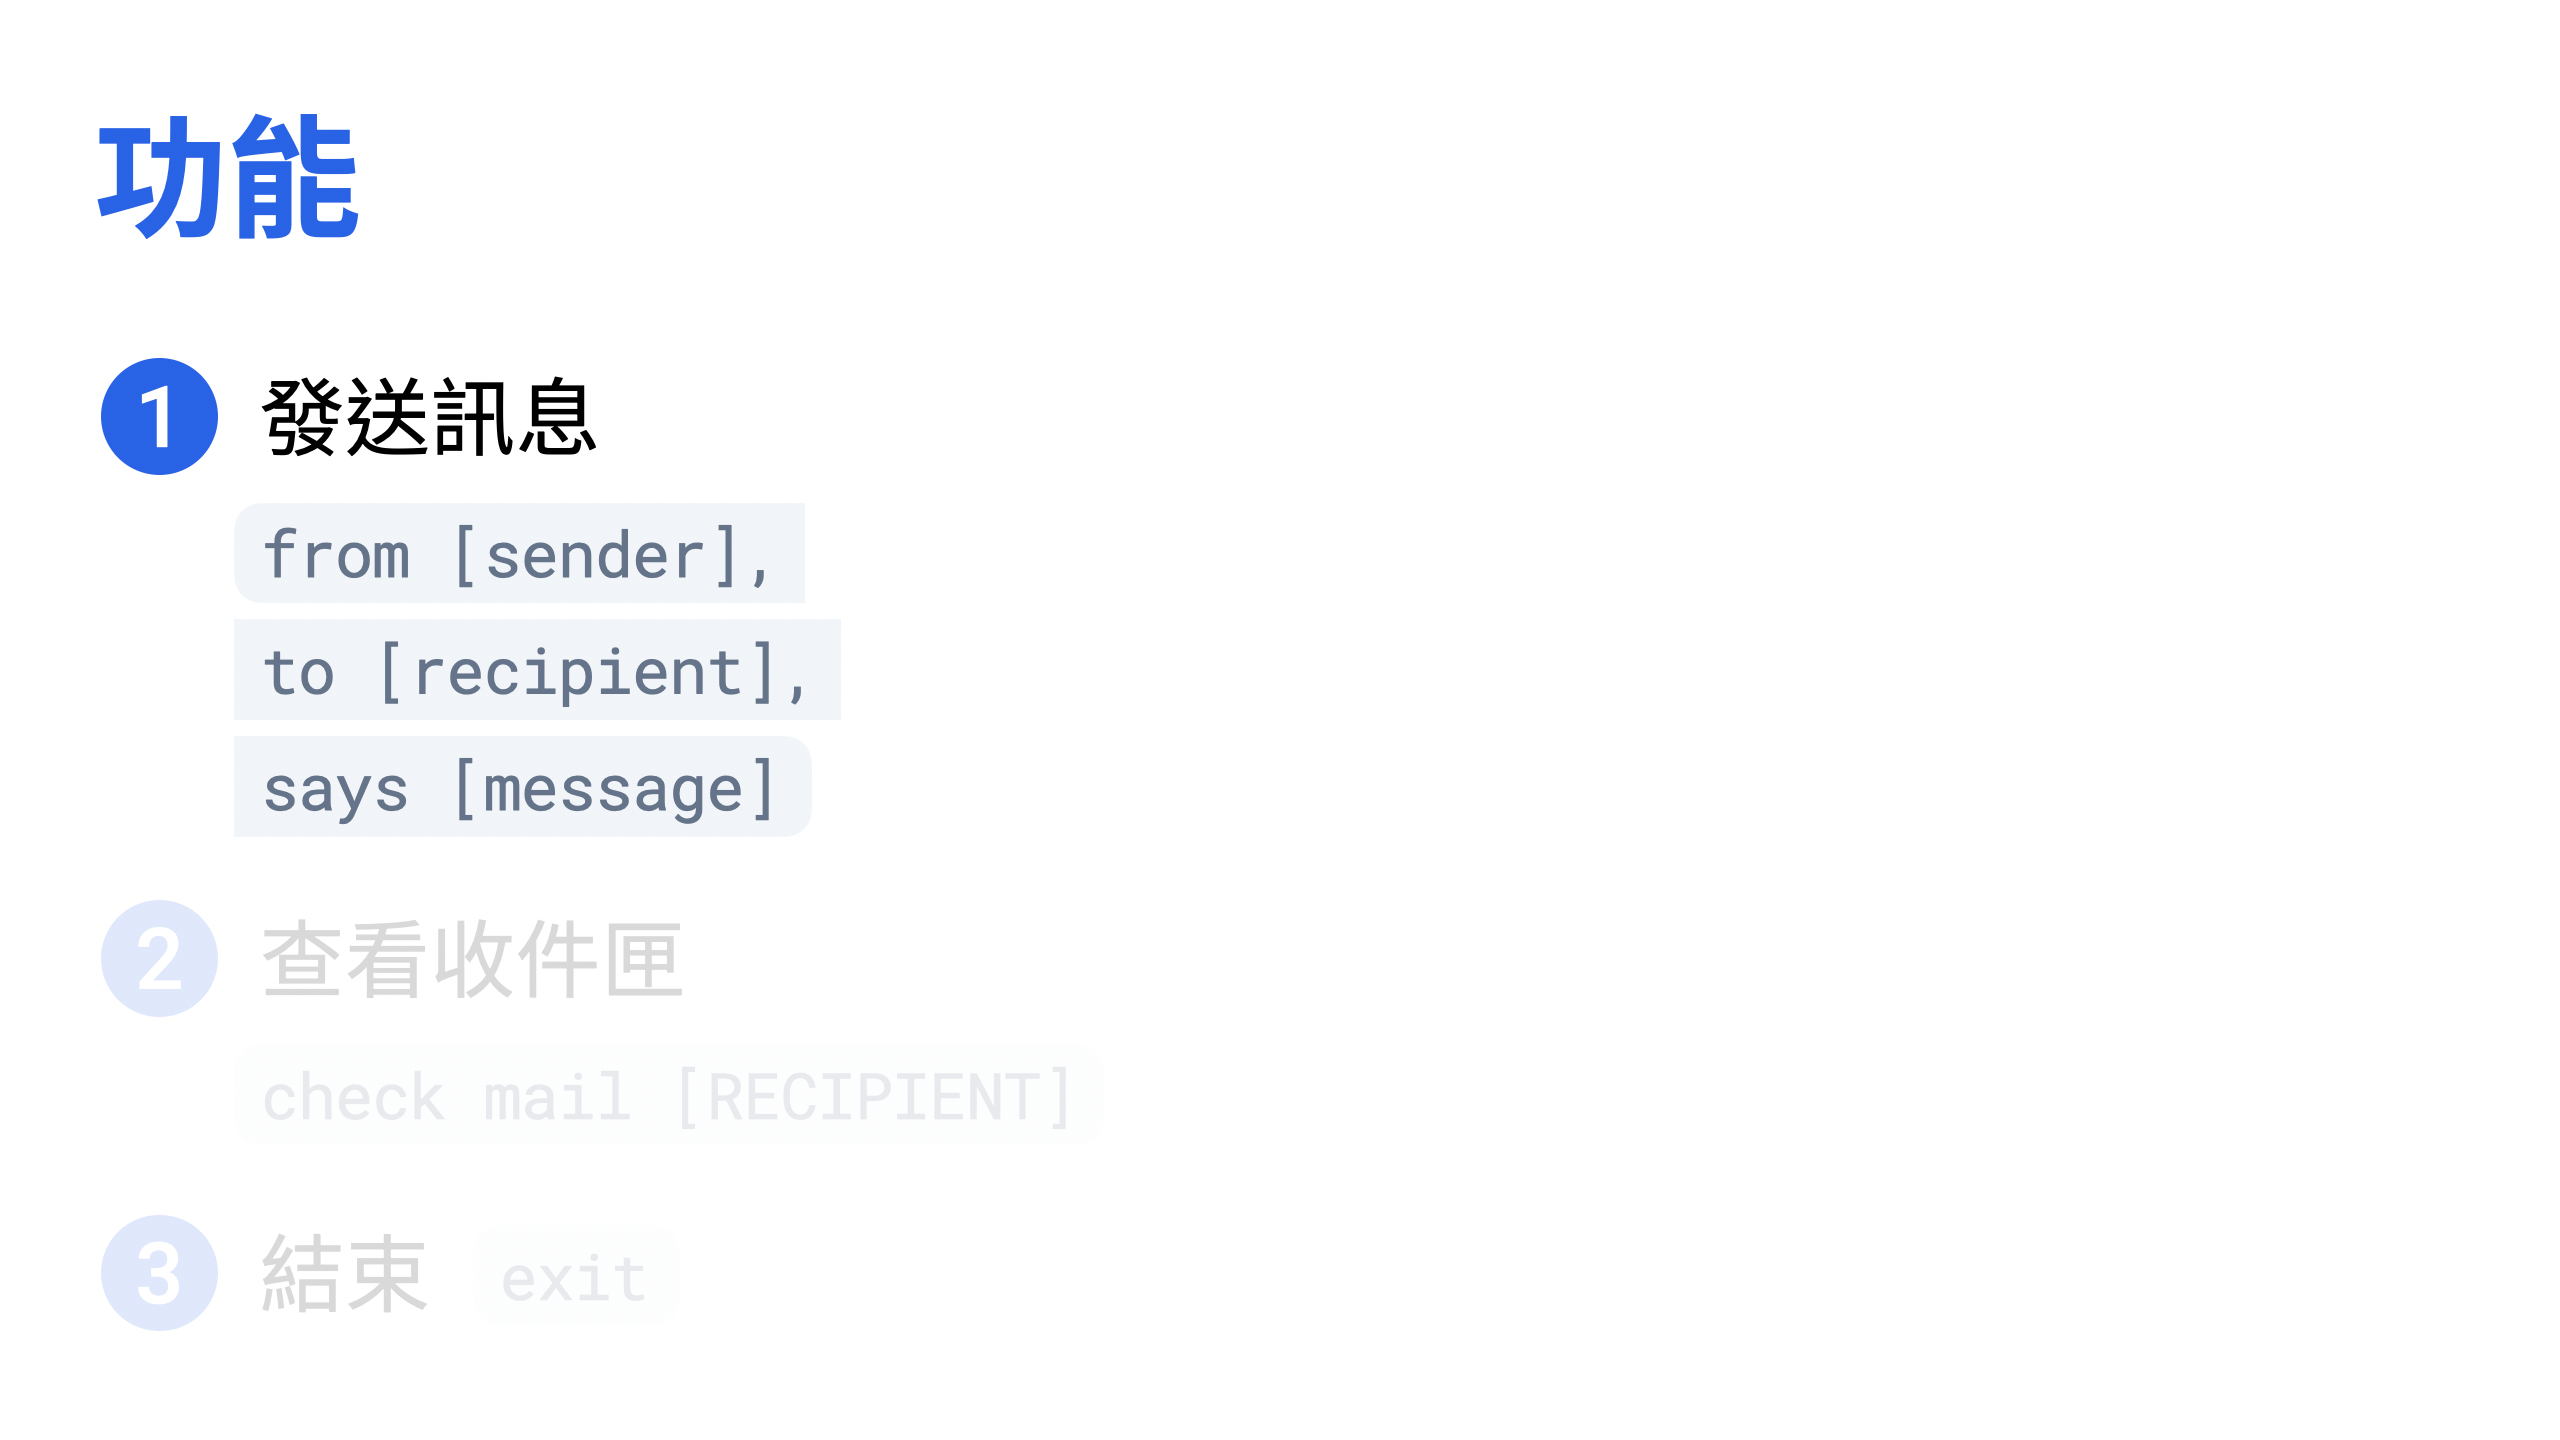 功能
1 發送訊息
from [sender],
to [recipient],
says [message]
2 查看收件匣
check mail [RECIPIENT]
3 結束 exit